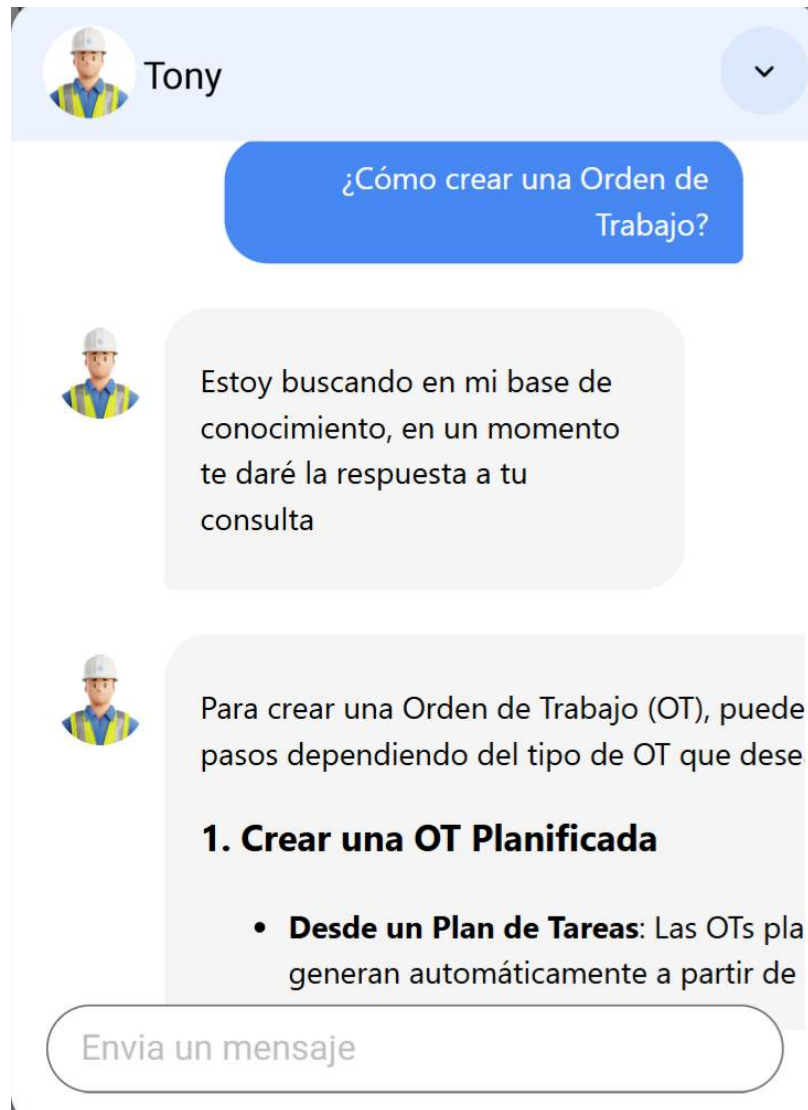 Tony
¿Cómo crear una Orden de
Trabajo?
Estoy buscando en mi base de
conocimiento, en un momento
te daré la respuesta a tu
consulta
Para crear una Orden de Trabajo (OT), puede
pasos dependiendo del tipo de OT que dese
1. Crear una OT Planificada
• Desde un Plan de Tareas: Las OTs pla
generan automáticamente a partir de
Envia un mensaje